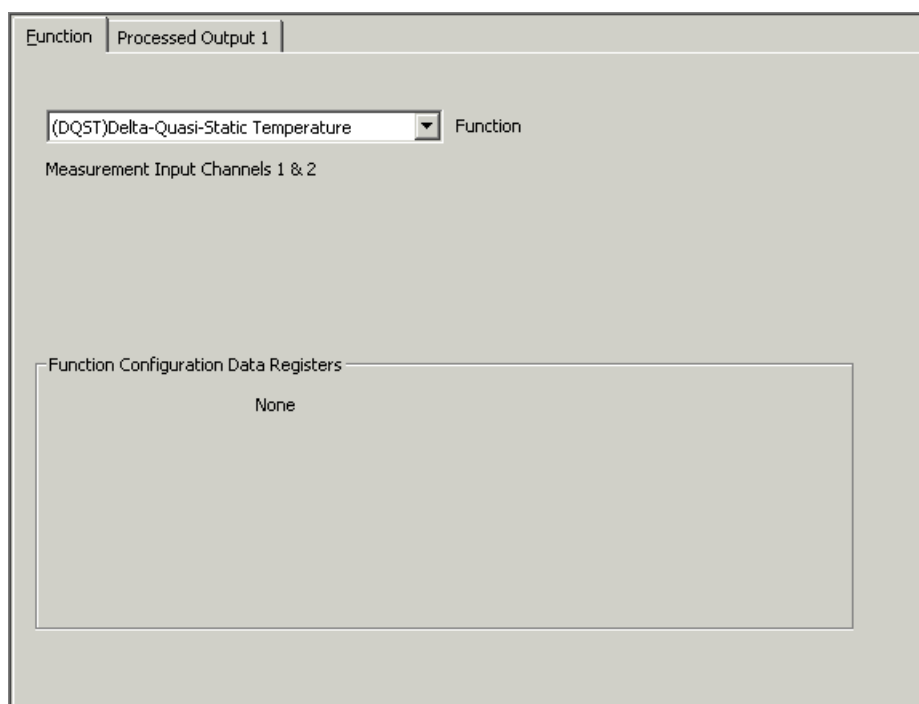 Function Processed Output 1
(DQST)Delta-Quasi-Static Temperature Function
Measurement Input Channels 1 & 2
Function Configuration Data Registers
None